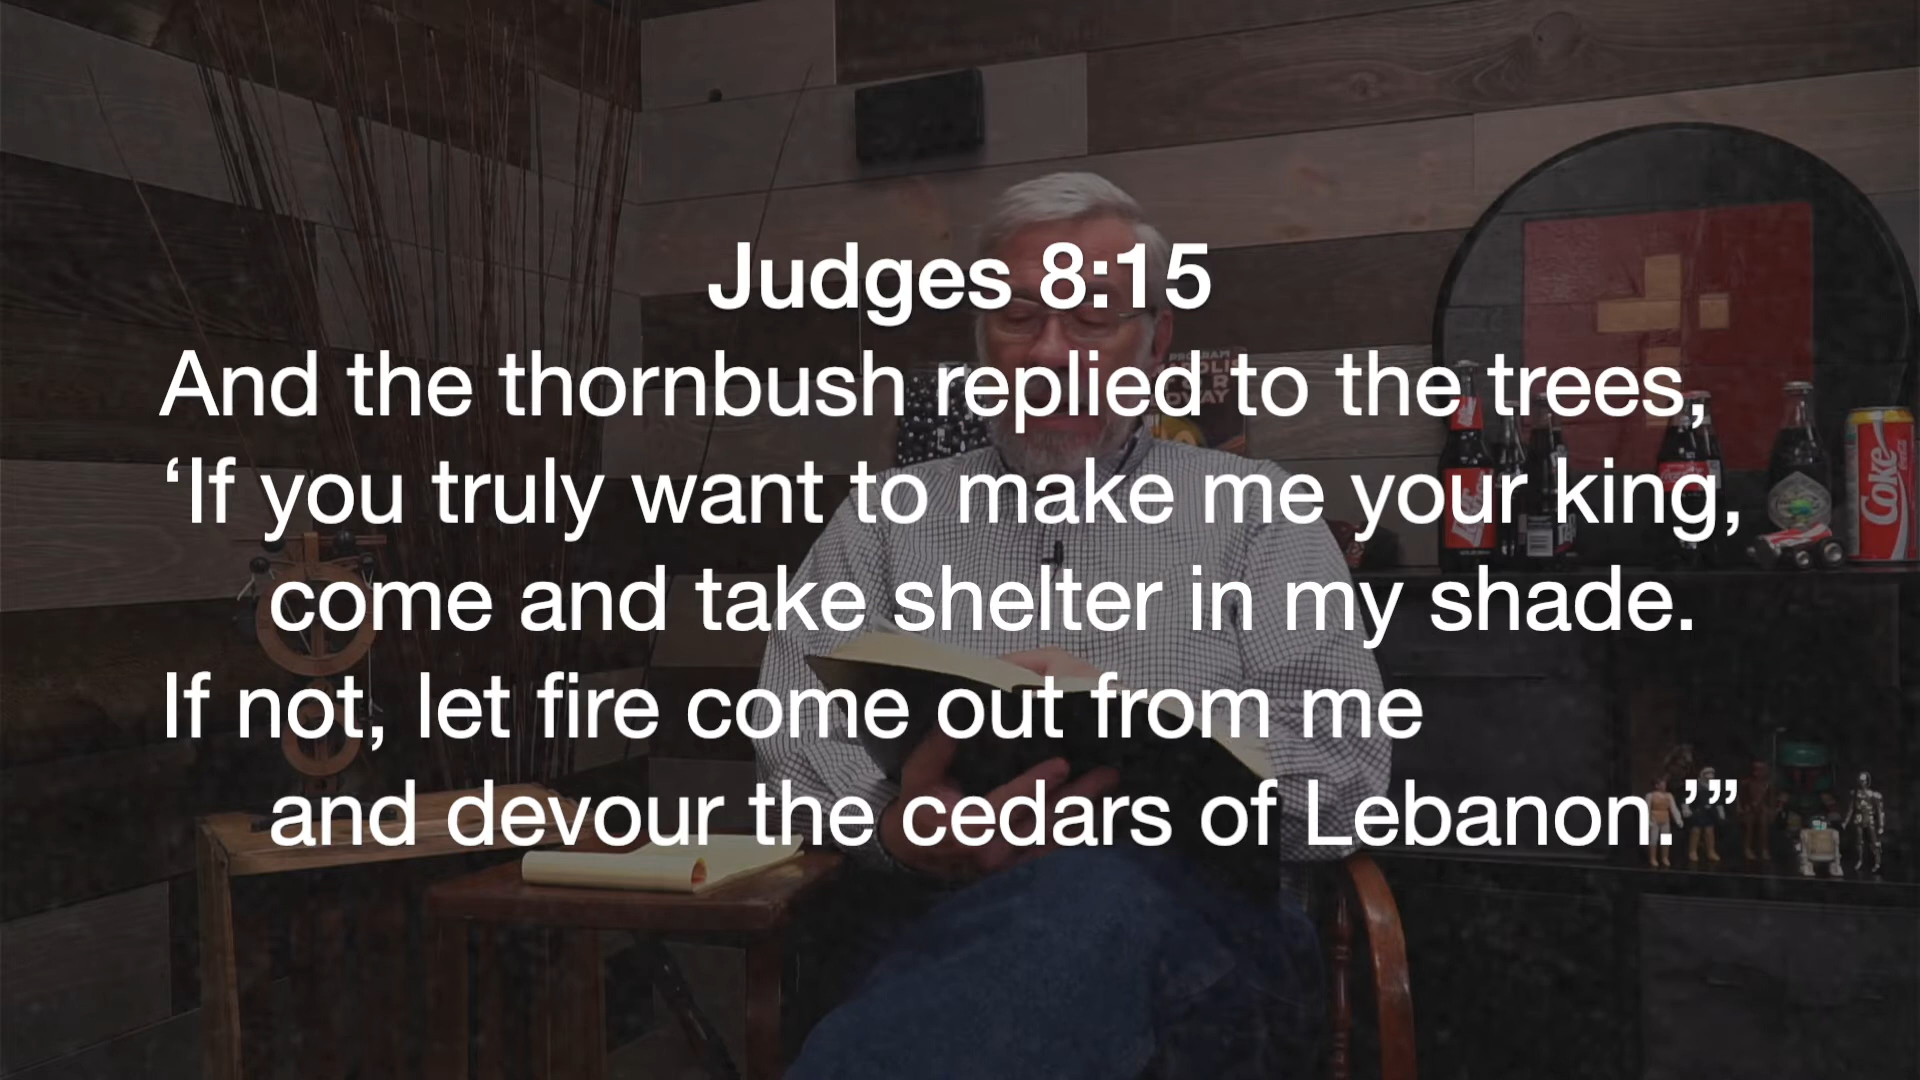 Judges 8:15
And the thornbush replied to the trees,
‘If you truly want to make me your king,
come and take shelter in my shade.
If not, let fire come out from me
and devour the cedars of Lebanon.’”
PROGRAM
Coke